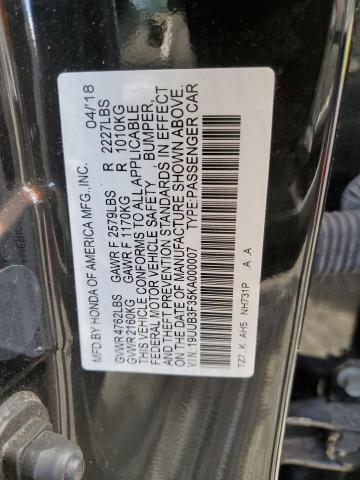 MFD.BY HONDA OF AMERICA MFG.,INC. 04/'18
GVWR 4762LBS GAWR F 2579LBS R 2227LBS
GVWR 2160KG GAWR F 1170KG R 1010KG
THIS VEHICLE CONFORMS TO ALL APPLICABLE
FEDERAL MOTOR VEHICLE SAFETY, BUMPER,
AND THEFT PREVENTION STANDARDS IN EFFECT
ON THE DATE OF MANUFACTURE SHOWN ABOVE.
V.I.N.:19UUB3F35KA000007 TYPE:PASSENGER CAR
TZ7 K AH5 NH731P A A